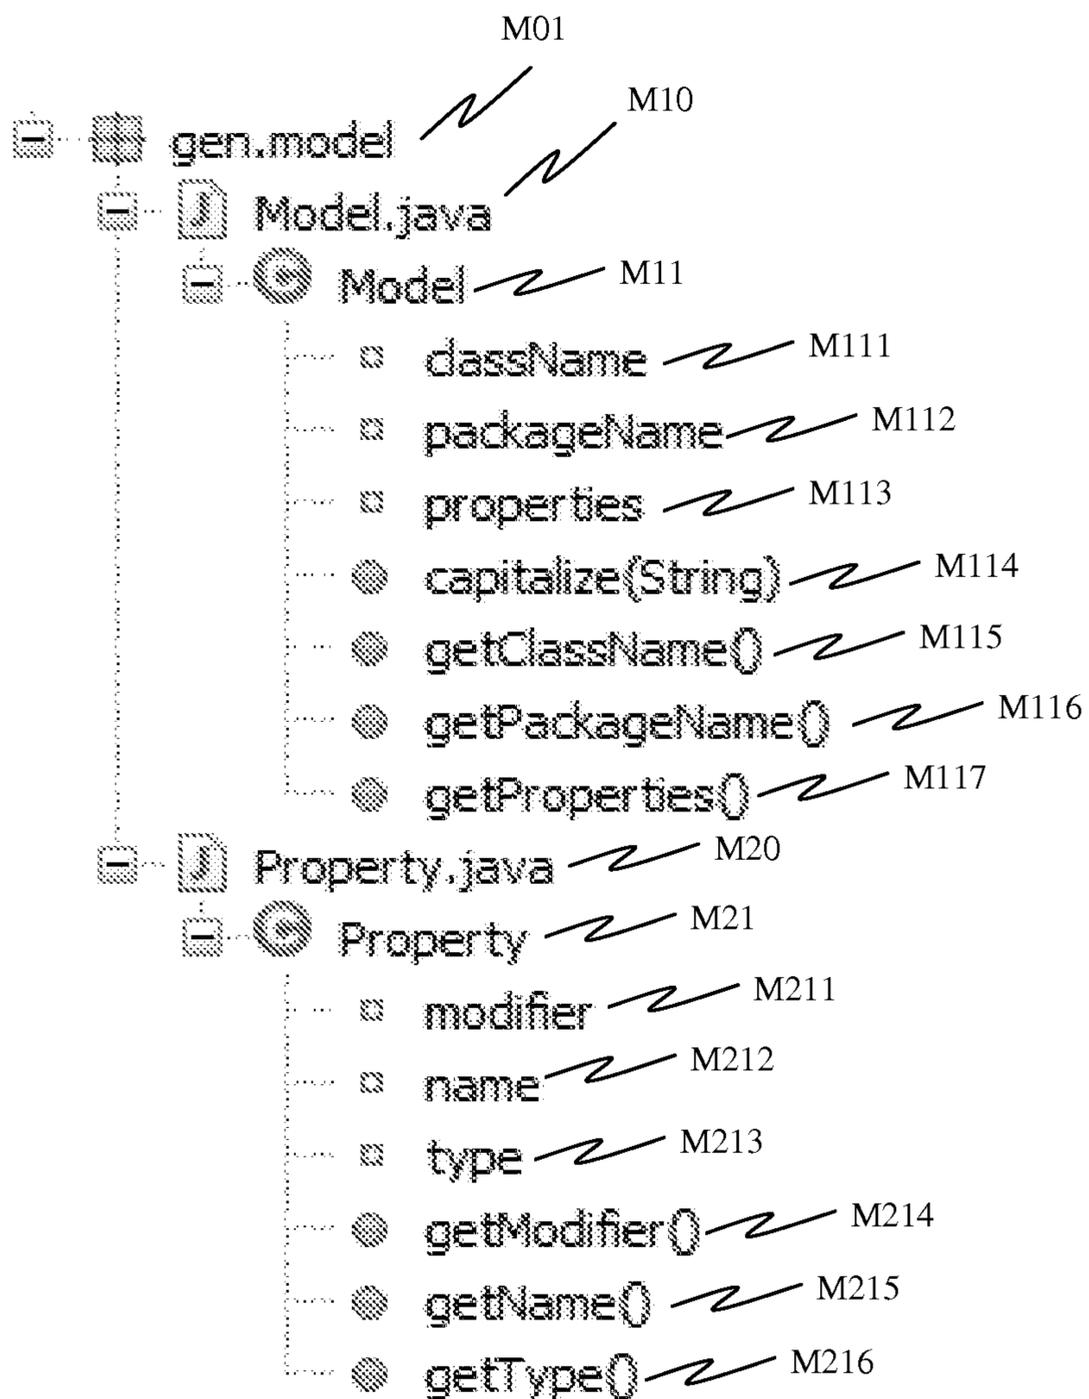 M01
gen.model
M10
Model.java
Model M11
className M111
packageName M112
properties M113
capitalize(String) M114
getClassName() M115
getPackageName() M116
getProperties() M117
Property.java M20
Property M21
modifier M211
name M212
type M213
getModifier() M214
getName() M215
getType() M216